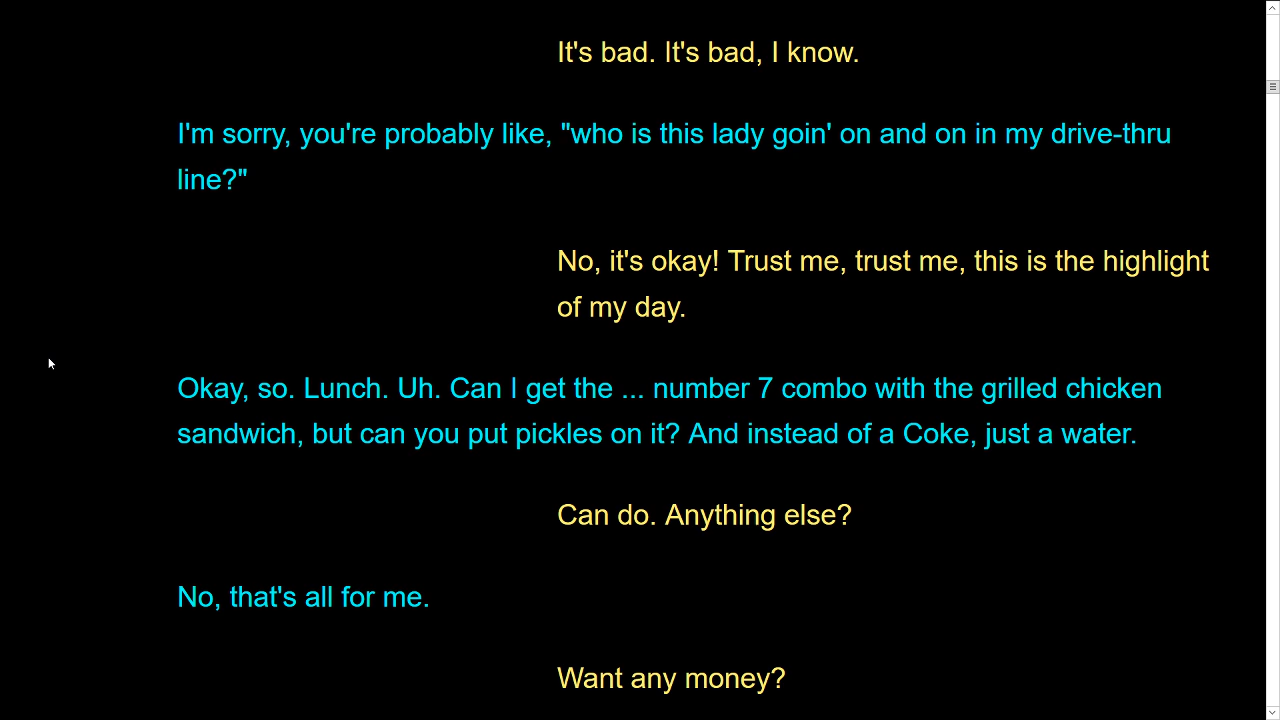 It's bad. It's bad, I know.
I'm sorry, you're probably like, "who is this lady goin' on and on in my drive-thru
line?"
No, it's okay! Trust me, trust me, this is the highlight
of my day.
Okay, so. Lunch. Uh. Can I get the ... number 7 combo with the grilled chicken
sandwich, but can you put pickles on it? And instead of a Coke, just a water.
Can do. Anything else?
No, that's all for me.
Want any money?